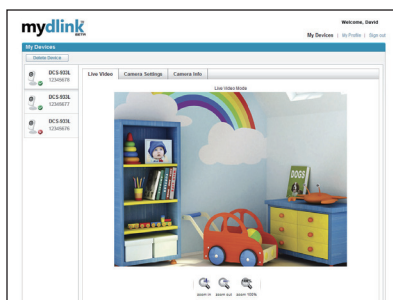 mydlink
BETA
Welcome, David
My Devices | My Profile | Sign out
My Devices
Delete Device
DCS-933L
12345678
DCS-933L
12345677
DCS-933L
12345676
Live Video
Camera Settings
Camera Info
Live Video Mode
DOGS
zoom in
zoom out
zoom 100%